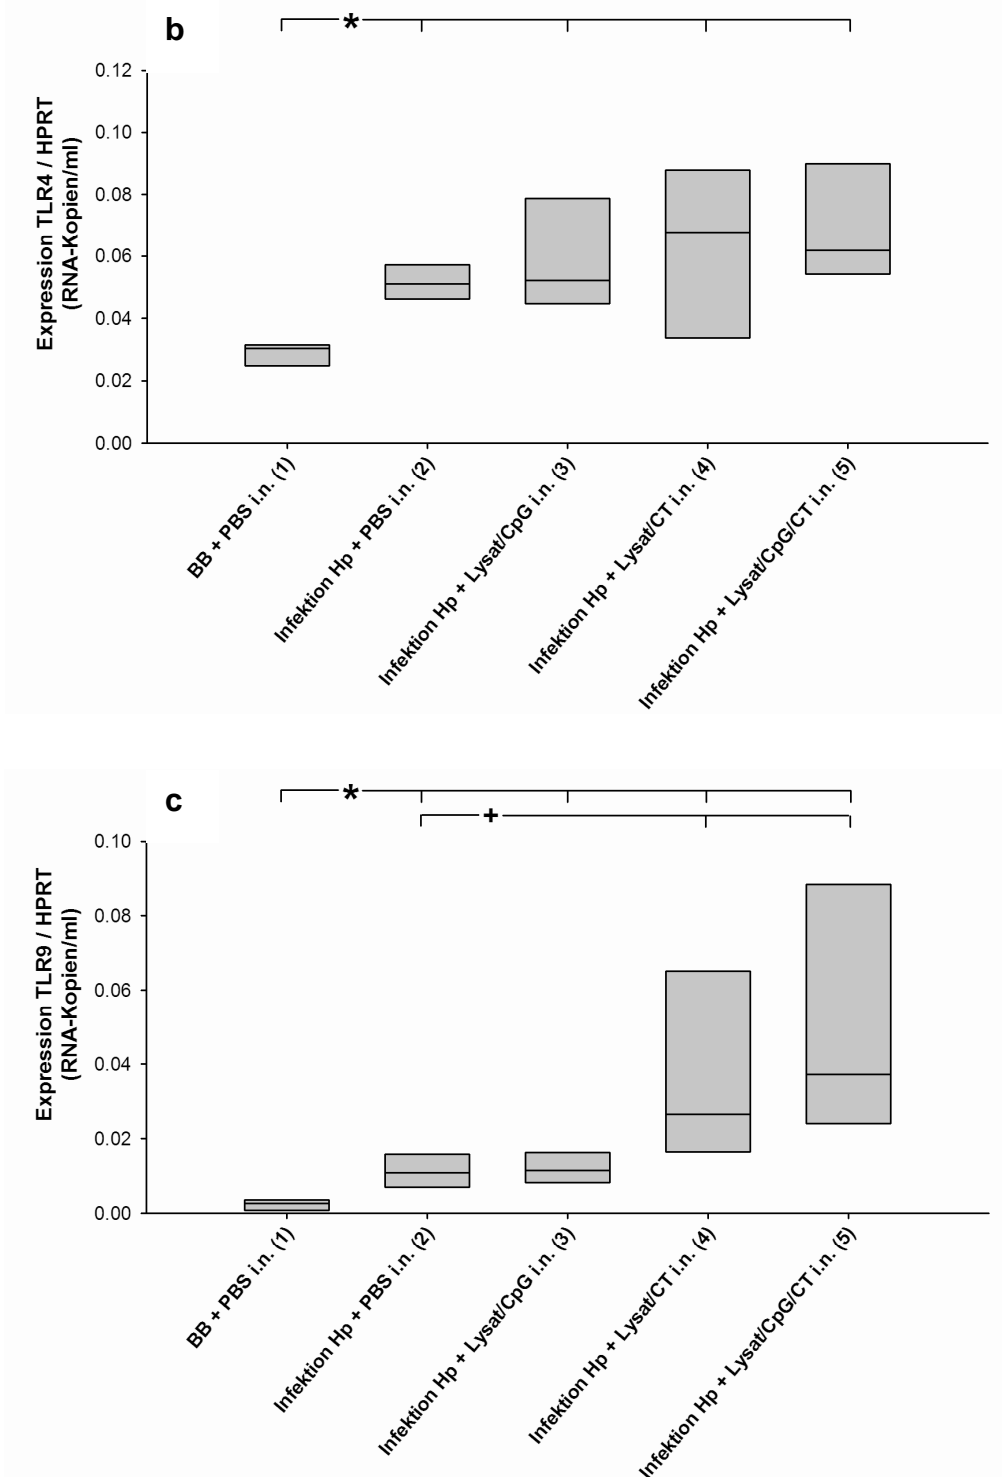 b
*
0.12
0.10
0.08
0.06
0.04
0.02
0.00
Expression TLR4 / HPRT
(RNA-Kopien/ml)
BB + PBS i.n. (1)
Infektion Hp + PBS i.n. (2)
Infektion Hp + Lysat/CpG i.n. (3)
Infektion Hp + Lysat/CT i.n. (4)
Infektion Hp + Lysat/CpG/CT i.n. (5)
c
*
+
0.10
0.08
0.06
0.04
0.02
0.00
Expression TLR9 / HPRT
(RNA-Kopien/ml)
BB + PBS i.n. (1)
Infektion Hp + PBS i.n. (2)
Infektion Hp + Lysat/CpG i.n. (3)
Infektion Hp + Lysat/CT i.n. (4)
Infektion Hp + Lysat/CpG/CT i.n. (5)